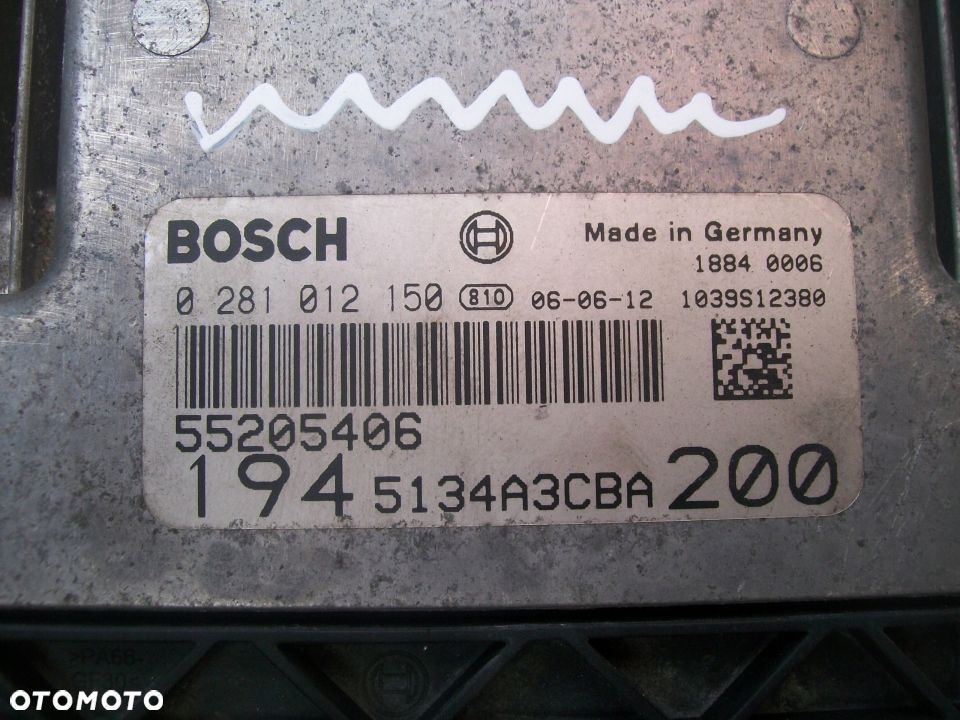 BOSCH
Made in Germany
1884 0006
0 281 012 150 810 06-06-12 1039S12380
55205406
194 5134A3CBA 200
>PA66-
OTOMOTO